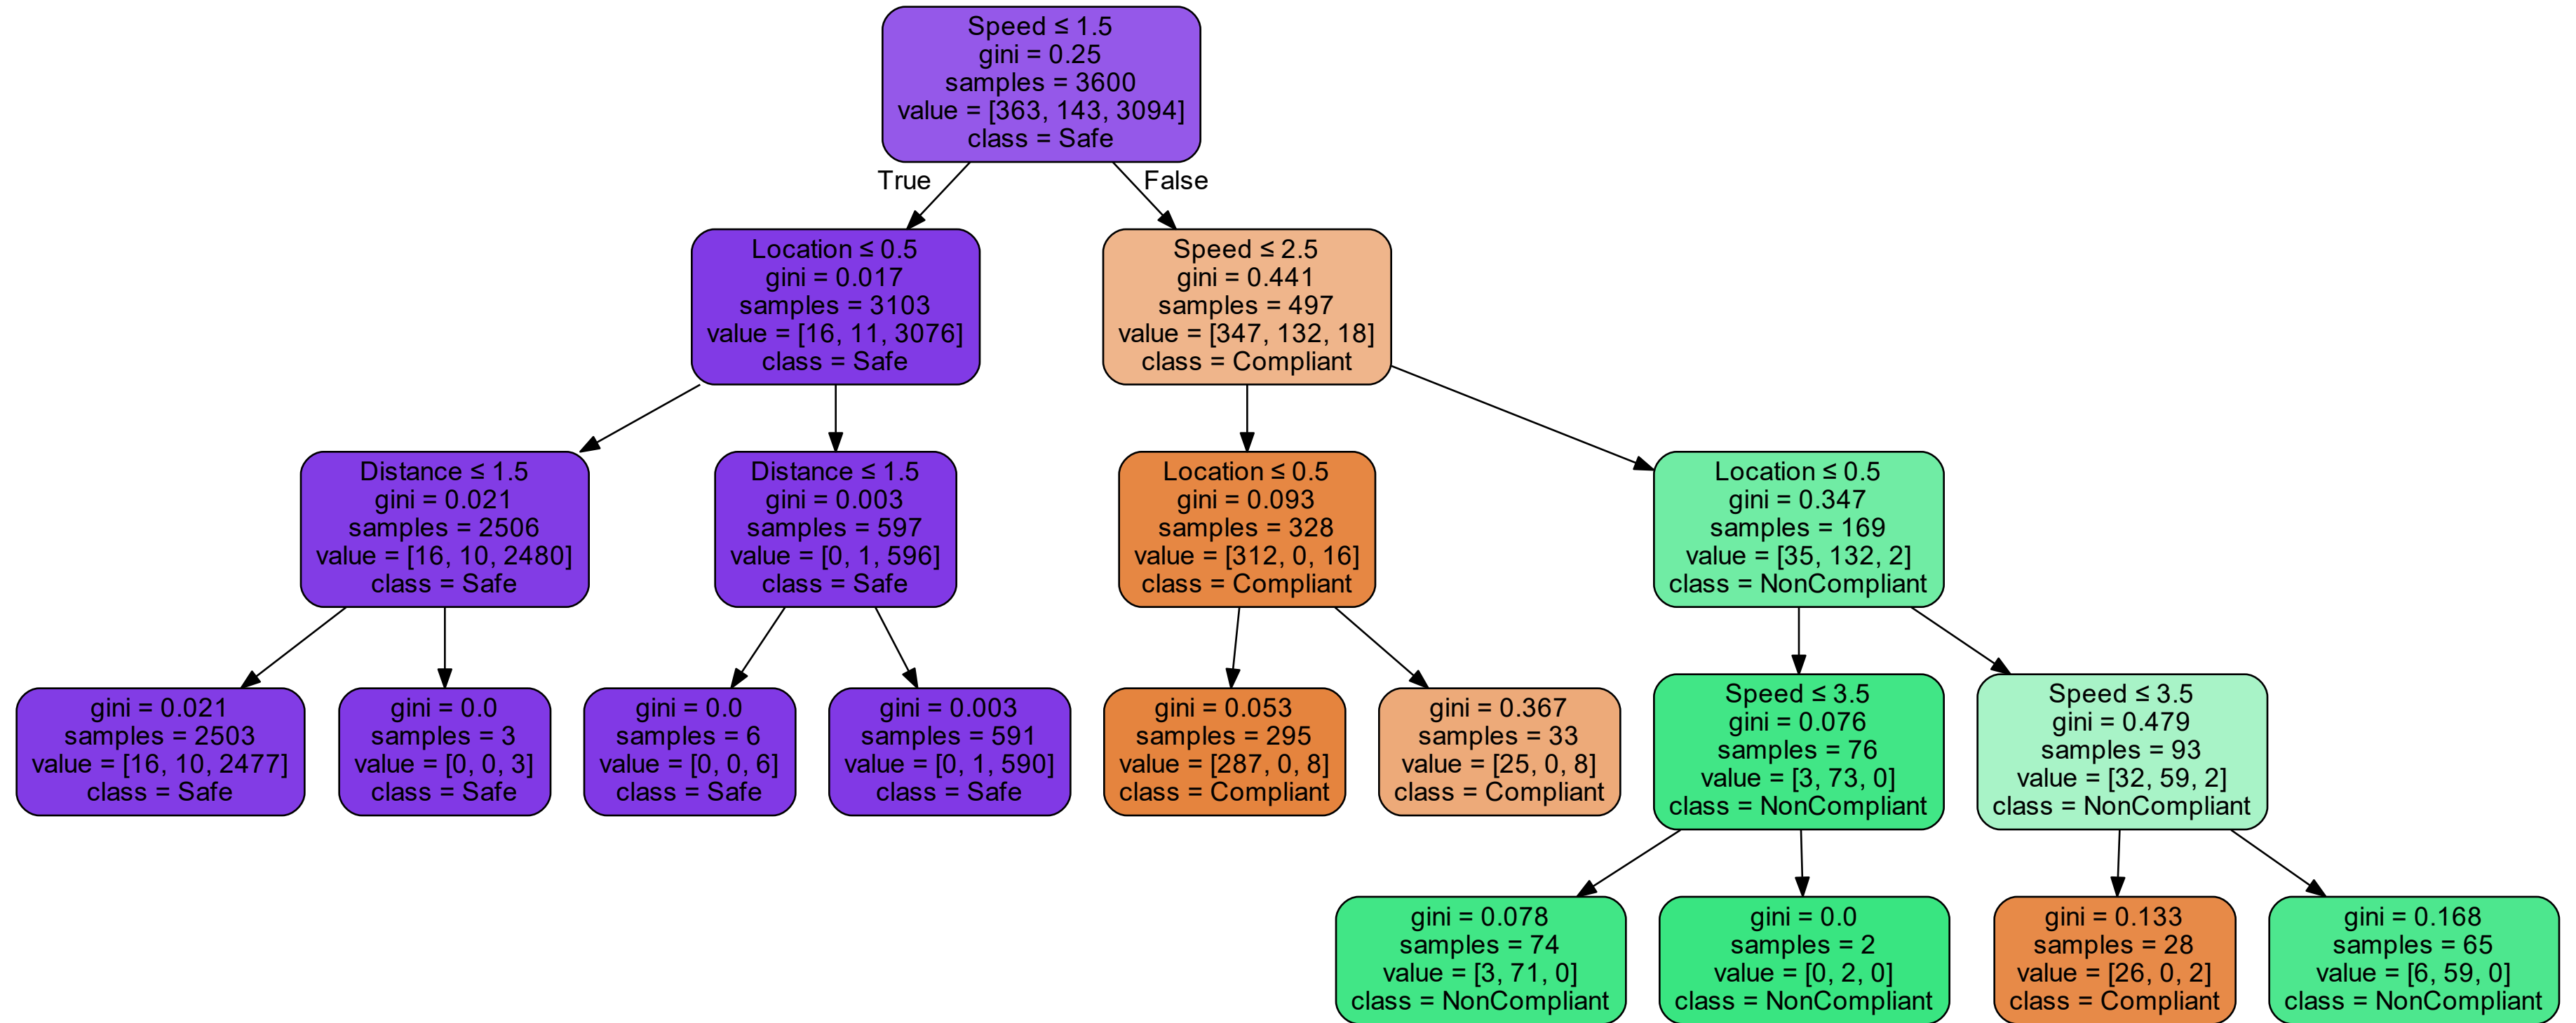 Speed ≤ 1.5
gini = 0.25
samples = 3600
value = [363, 143, 3094]
class = Safe
True
False
Location ≤ 0.5
gini = 0.017
samples = 3103
value = [16, 11, 3076]
class = Safe
Speed ≤ 2.5
gini = 0.441
samples = 497
value = [347, 132, 18]
class = Compliant
Distance ≤ 1.5
gini = 0.021
samples = 2506
value = [16, 10, 2480]
class = Safe
Distance ≤ 1.5
gini = 0.003
samples = 597
value = [0, 1, 596]
class = Safe
Location ≤ 0.5
gini = 0.093
samples = 328
value = [312, 0, 16]
class = Compliant
Location ≤ 0.5
gini = 0.347
samples = 169
value = [35, 132, 2]
class = NonCompliant
gini = 0.021
samples = 2503
value = [16, 10, 2477]
class = Safe
gini = 0.0
samples = 3
value = [0, 0, 3]
class = Safe
gini = 0.0
samples = 6
value = [0, 0, 6]
class = Safe
gini = 0.003
samples = 591
value = [0, 1, 590]
class = Safe
gini = 0.053
samples = 295
value = [287, 0, 8]
class = Compliant
gini = 0.367
samples = 33
value = [25, 0, 8]
class = Compliant
Speed ≤ 3.5
gini = 0.076
samples = 76
value = [3, 73, 0]
class = NonCompliant
Speed ≤ 3.5
gini = 0.479
samples = 93
value = [32, 59, 2]
class = NonCompliant
gini = 0.078
samples = 74
value = [3, 71, 0]
class = NonCompliant
gini = 0.0
samples = 2
value = [0, 2, 0]
class = NonCompliant
gini = 0.133
samples = 28
value = [26, 0, 2]
class = Compliant
gini = 0.168
samples = 65
value = [6, 59, 0]
class = NonCompliant